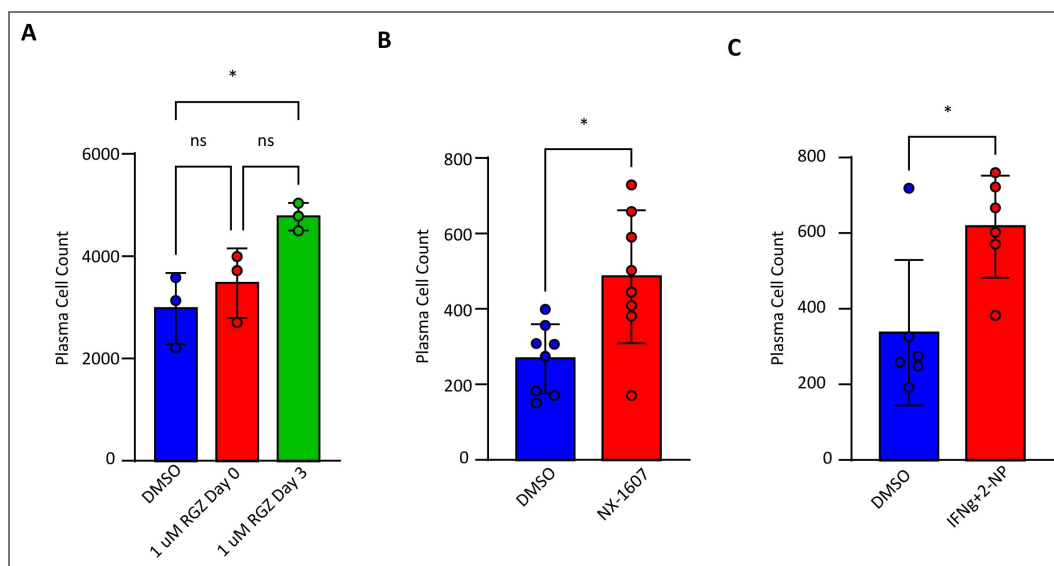 A
B
C
*
ns
ns
6000
4000
2000
0
Plasma Cell Count
DMSO
1 uM RGZ Day 0
1 uM RGZ Day 3
*
800
600
400
200
0
Plasma Cell Count
DMSO
NX-1607
*
800
600
400
200
0
Plasma Cell Count
DMSO
IFNg+2-NP